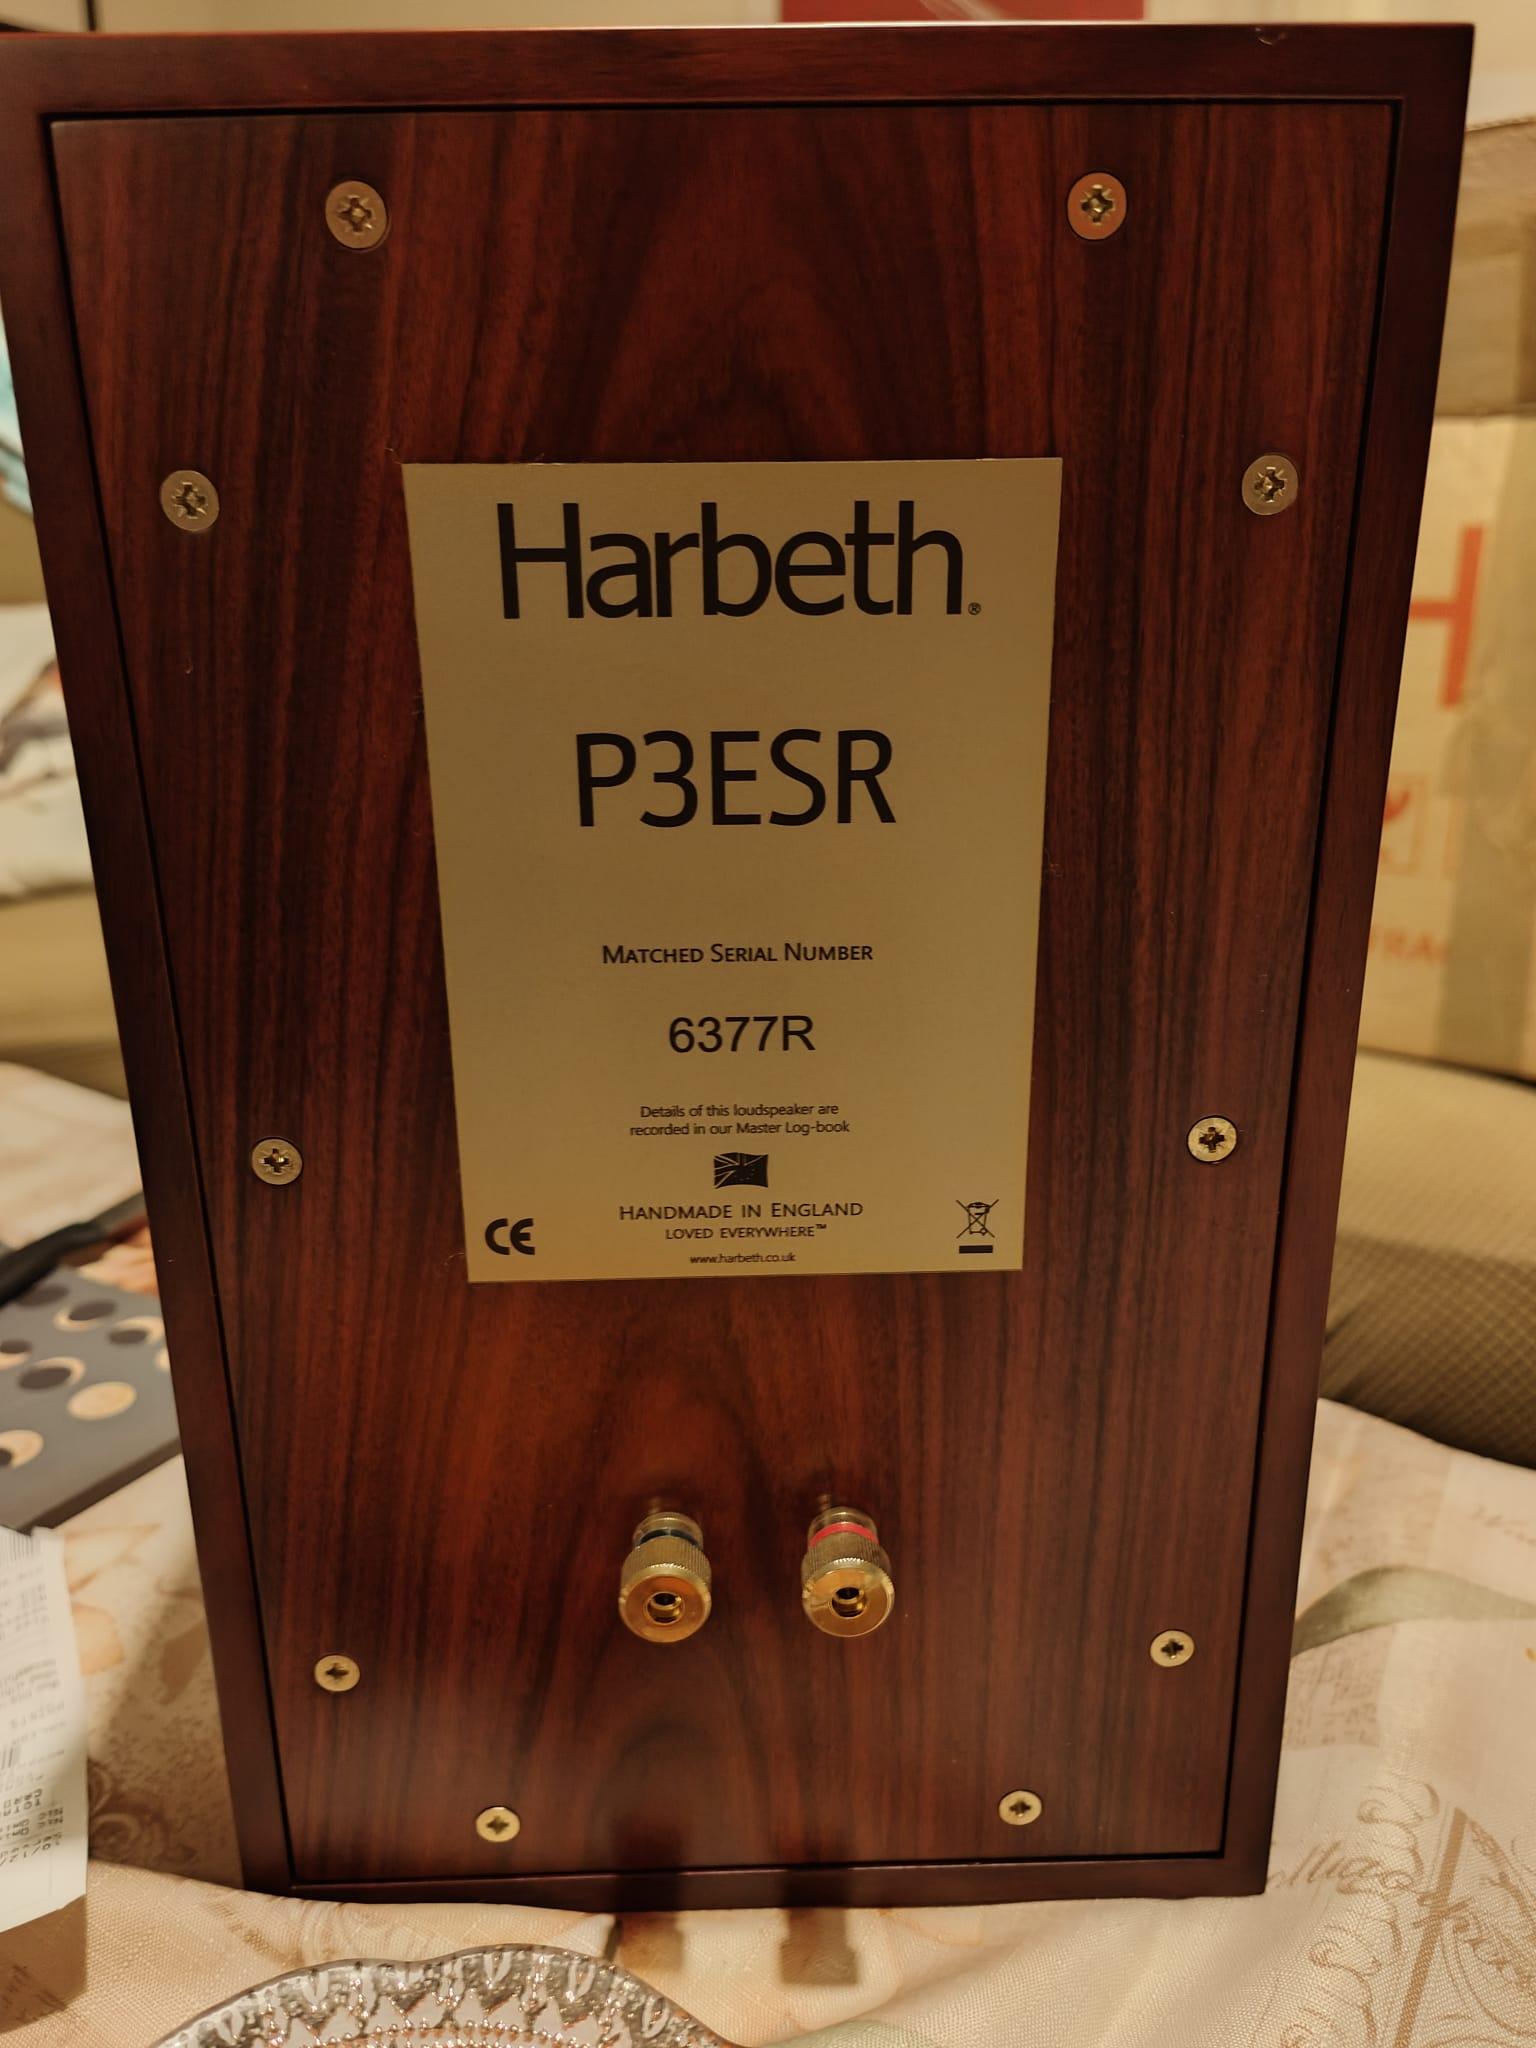 Harbeth®
P3ESR
MATCHED SERIAL NUMBER
6377R
Details of this loudspeaker are
recorded in our Master Log-book
HANDMADE IN ENGLAND
LOVED EVERYWHERE™
www.harbeth.co.uk
CE